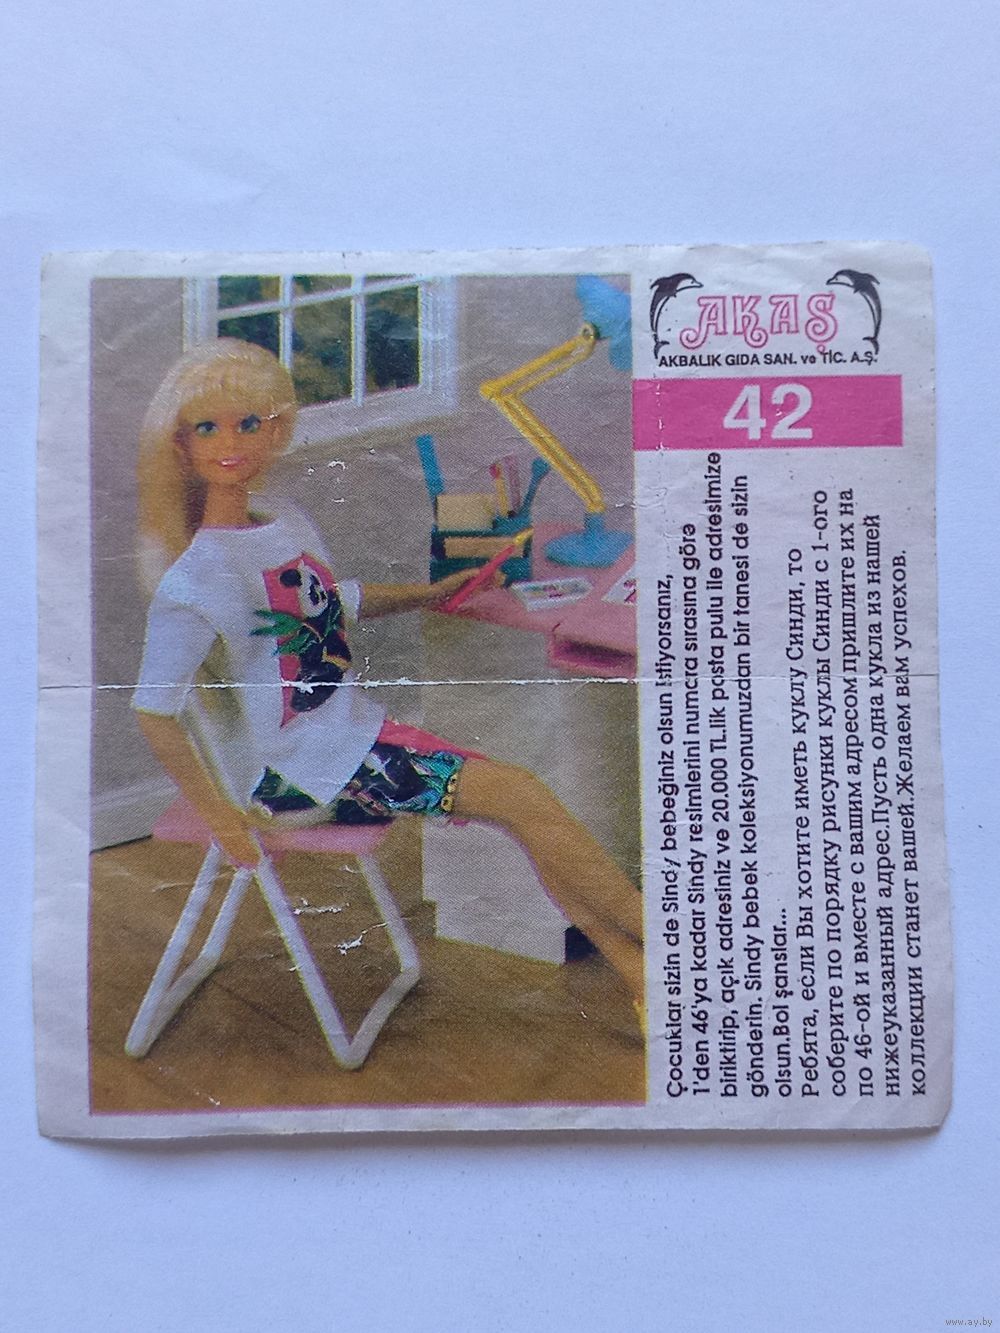 AKAŞ
AKBALIK GIDA SAN. ve TİC. A.Ş.
42
Çocuklar sizin de Sindy bebeğiniz olsun istiyorsanız,
1'den 46'ya kadar Sindy resimlerini numara sırasına göre
biriktirip, açık adresiniz ve 20.000 TL.lik posta pulu ile adresimize
gönderin. Sindy bebek koleksiyonumuzdan bir tanesi de sizin
olsun.Bol şanslar...
Ребята, если Вы хотите иметь куклу Синди, то
соберите по порядку рисунки куклы Синди с 1-ого
по 46-ой и вместе с вашим адресом пришлите их на
нижеуказанный адрес.Пусть одна кукла из нашей
коллекции станет вашей.Желаем вам успехов.
www.ay.by